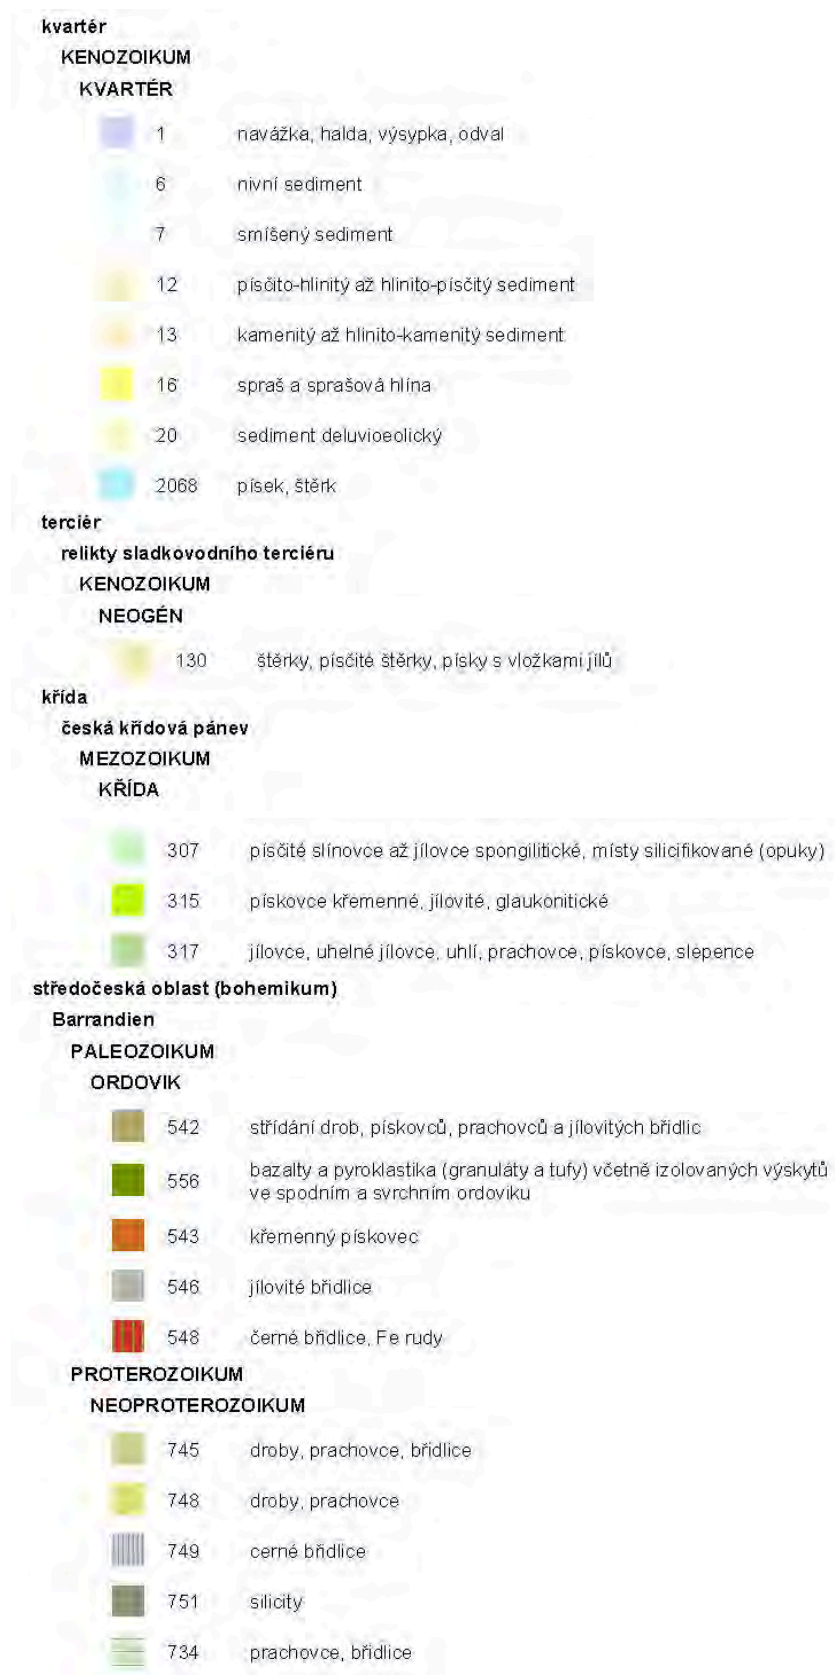 kvartér
KENOZOIKUM
KVARTÉR
1 navážka, halda, výsypka, odval
6 nivní sediment
7 smíšený sediment
12 písčito-hlinitý až hlinito-písčitý sediment
13 kamenitý až hlinito-kamenitý sediment
16 spraš a sprašová hlína
20 sediment deluvioeolický
2068 písek, štěrk
terciér
relikty sladkovodního terciéru
KENOZOIKUM
NEOGÉN
130 štěrky, písčité štěrky, písky s vložkami jílů
křída
česká křídová pánev
MEZOZOIKUM
KŘÍDA
307 písčité slínovce až jílovce spongilitické, místy silicifikované (opuky)
315 pískovce křemenné, jílovité, glaukonitické
317 jílovce, uhelné jílovce, uhlí, prachovce, pískovce, slepence
středočeská oblast (bohemikum)
Barrandien
PALEOZOIKUM
ORDOVIK
542 střídání drob, pískovců, prachovců a jílovitých břidlic
556 bazalty a pyroklastika (granuláty a tufy) včetně izolovaných výskytů
ve spodním a svrchním ordoviku
543 křemenný pískovec
546 jílovité břidlice
548 černé břidlice, Fe rudy
PROTEROZOIKUM
NEOPROTEROZOIKUM
745 droby, prachovce, břidlice
748 droby, prachovce
749 cerné břidlice
751 silicity
734 prachovce, břidlice